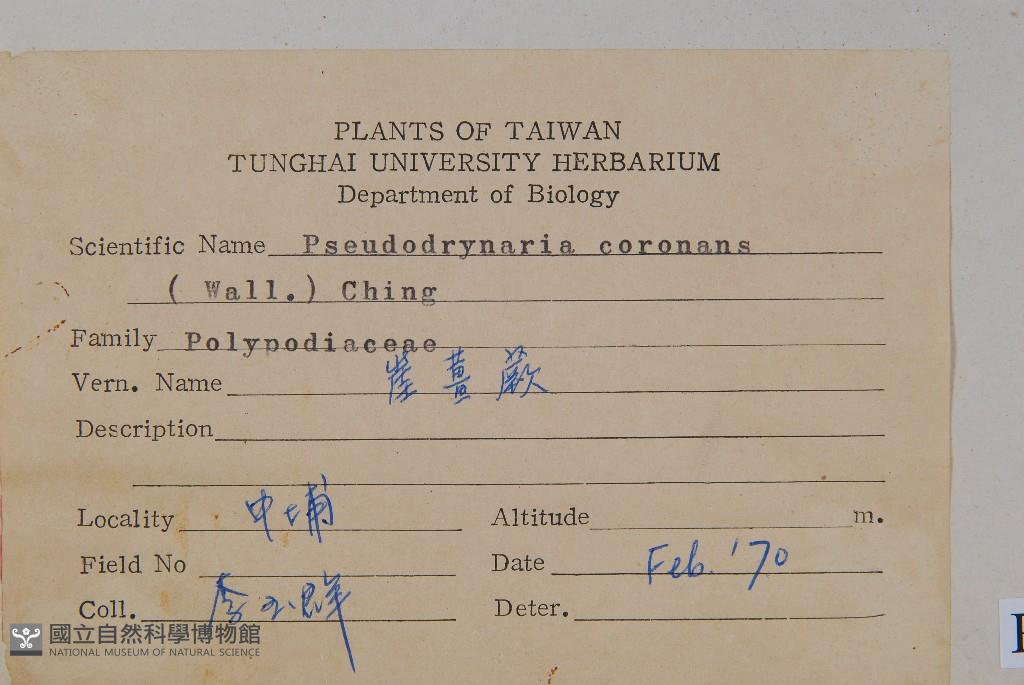 PLANTS OF TAIWAN
TUNGHAI UNIVERSITY HERBARIUM
Department of Biology
Scientific Name Pseudodrynaria coronans
(Wall.) Ching
Family Polypodiaceae
Vern. Name 崖薑蕨
Description
Locality 中埔
Altitude m.
Field No
Date Feb. '70
Coll. 李
Deter.
國立自然科學博物館
NATIONAL MUSEUM OF NATURAL SCIENCE